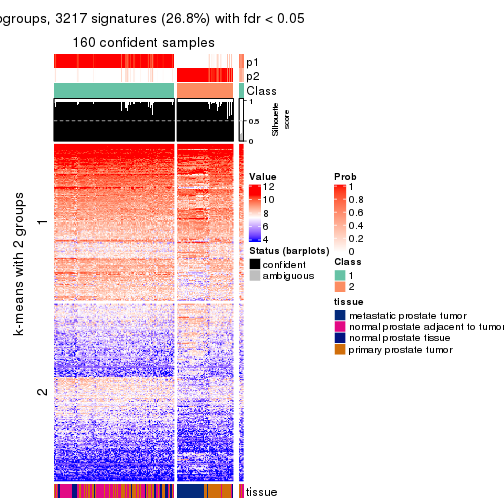 ogroups, 3217 signatures (26.8%) with fdr < 0.05
160 confident samples
p1
p2
Class
1
0.5
0
Silhouette
score
k-means with 2 groups
1
2
Value
12
10
8
6
4
Status (barplots)
confident
ambiguous
Prob
1
0.8
0.6
0.4
0.2
0
Class
1
2
tissue
metastatic prostate tumor
normal prostate adjacent to tumor
normal prostate tissue
primary prostate tumor
tissue